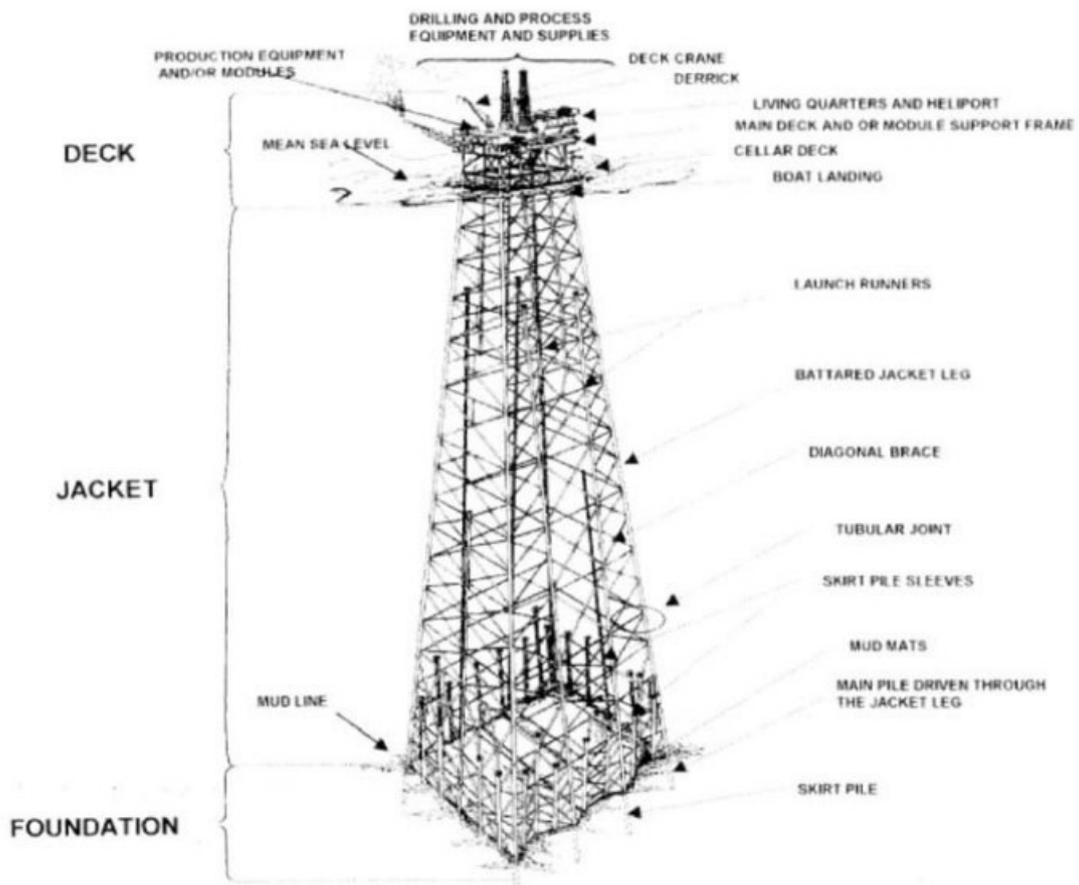 DRILLING AND PROCESS
EQUIPMENT AND SUPPLIES
PRODUCTION EQUIPMENT
AND/OR MODULES
DECK CRANE
DERRICK
LIVING QUARTERS AND HELIPORT
MAIN DECK AND OR MODULE SUPPORT FRAME
DECK
MEAN SEA LEVEL
CELLAR DECK
BOAT LANDING
LAUNCH RUNNERS
BATTARED JACKET LEG
DIAGONAL BRACE
JACKET
TUBULAR JOINT
SKIRT PILE SLEEVES
MUD MATS
MUD LINE
MAIN PILE DRIVEN THROUGH
THE JACKET LEG
SKIRT PILE
FOUNDATION